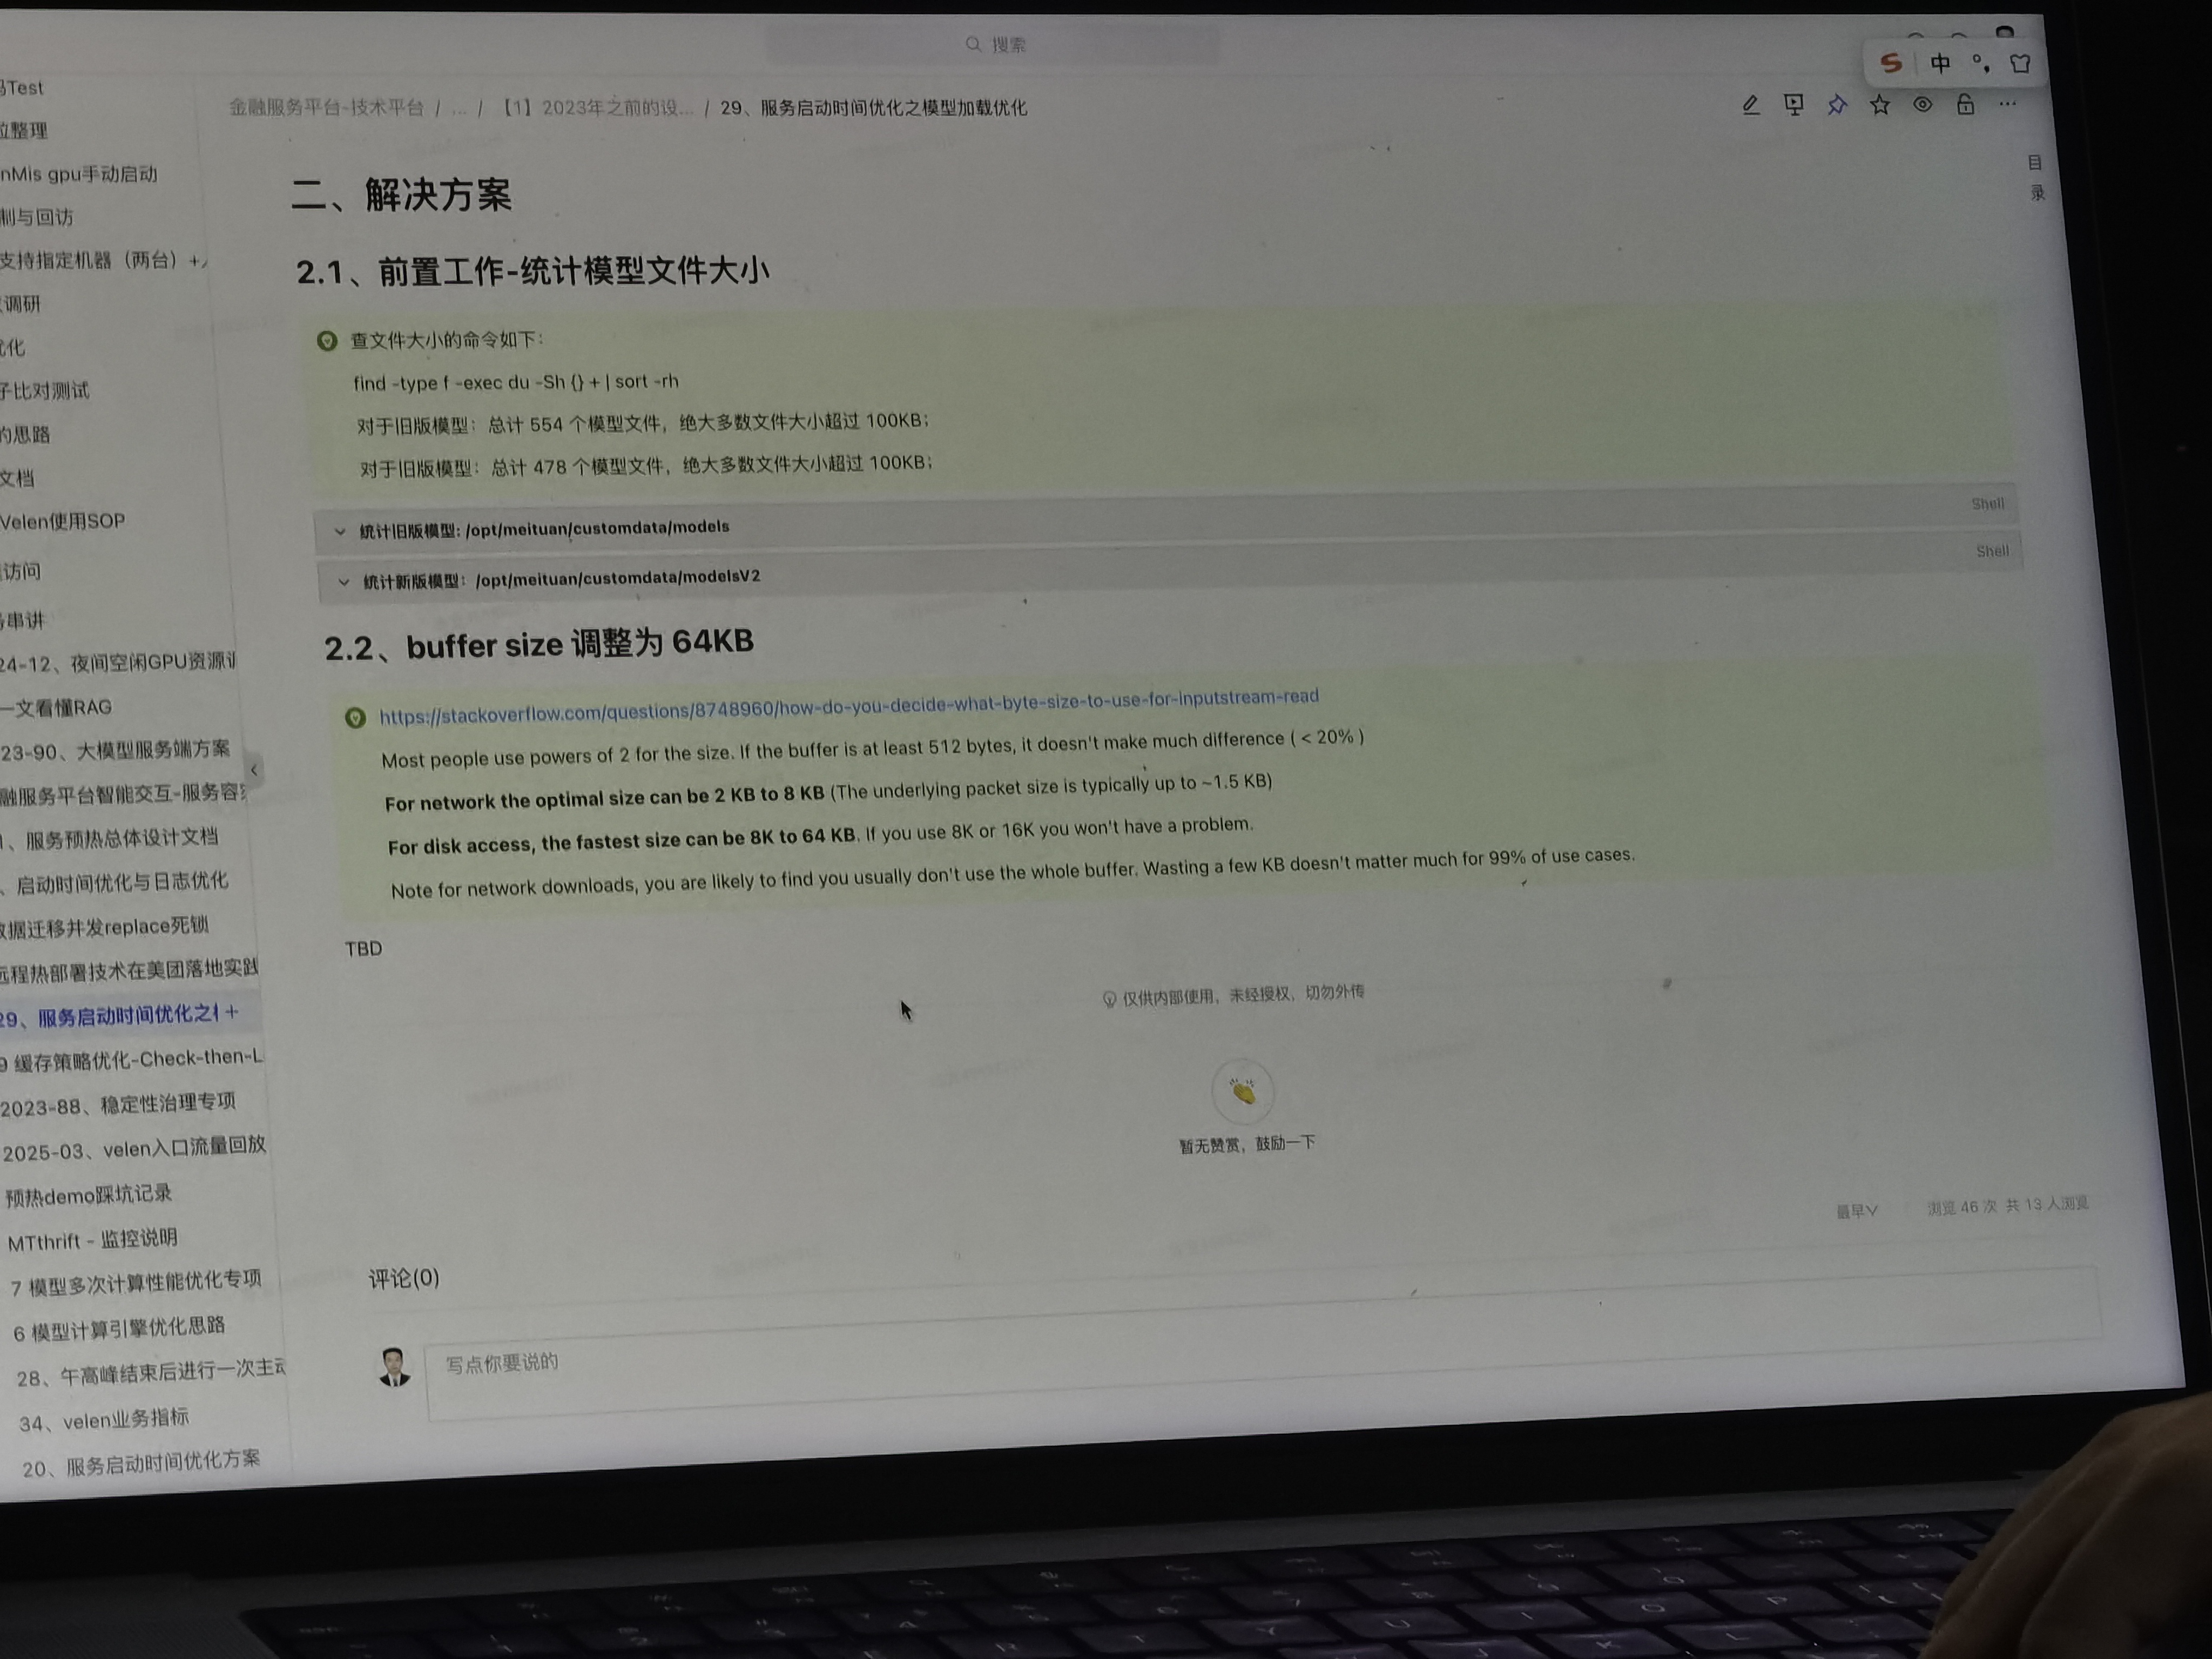 搜索
中
金融服务平台-技术平台 / ... / 【1】2023年之前的设... / 29、服务启动时间优化之模型加载优化
目
录
Test
整理
nMis gpu手动启动
制与回访
支持指定机器（两台）+
调研
优化
子比对测试
的思路
文档
Velen使用SOP
访问
串讲
24-12、夜间空闲GPU资源
一文看懂RAG
23-90、大模型服务端方案
融服务平台智能交互-服务容
、服务预热总体设计文档
、启动时间优化与日志优化
数据迁移并发replace死锁
远程热部署技术在美团落地实践
29、服务启动时间优化之 +
9 缓存策略优化-Check-then-L
2023-88、稳定性治理专项
2025-03、velen入口流量回放
预热demo踩坑记录
MTthrift - 监控说明
7 模型多次计算性能优化专项
6 模型计算引擎优化思路
28、午高峰结束后进行一次主动
34、velen业务指标
20、服务启动时间优化方案
二、解决方案
2.1、前置工作-统计模型文件大小
查文件大小的命令如下：
find -type f -exec du -Sh {} + | sort -rh
对于旧版模型：总计 554 个模型文件，绝大多数文件大小超过 100KB；
对于旧版模型：总计 478 个模型文件，绝大多数文件大小超过 100KB；
统计旧版模型: /opt/meituan/customdata/models Shell
统计新版模型：/opt/meituan/customdata/modelsV2 Shell
2.2、buffer size 调整为 64KB
https://stackoverflow.com/questions/8748960/how-do-you-decide-what-byte-size-to-use-for-inputstream-read
Most people use powers of 2 for the size. If the buffer is at least 512 bytes, it doesn't make much difference ( < 20% )
For network the optimal size can be 2 KB to 8 KB (The underlying packet size is typically up to ~1.5 KB)
For disk access, the fastest size can be 8K to 64 KB. If you use 8K or 16K you won't have a problem.
Note for network downloads, you are likely to find you usually don't use the whole buffer. Wasting a few KB doesn't matter much for 99% of use cases.
TBD
仅供内部使用，未经授权，切勿外传
暂无赞赏，鼓励一下
最早 浏览 46 次 共 13 人浏览
评论(0)
写点你要说的